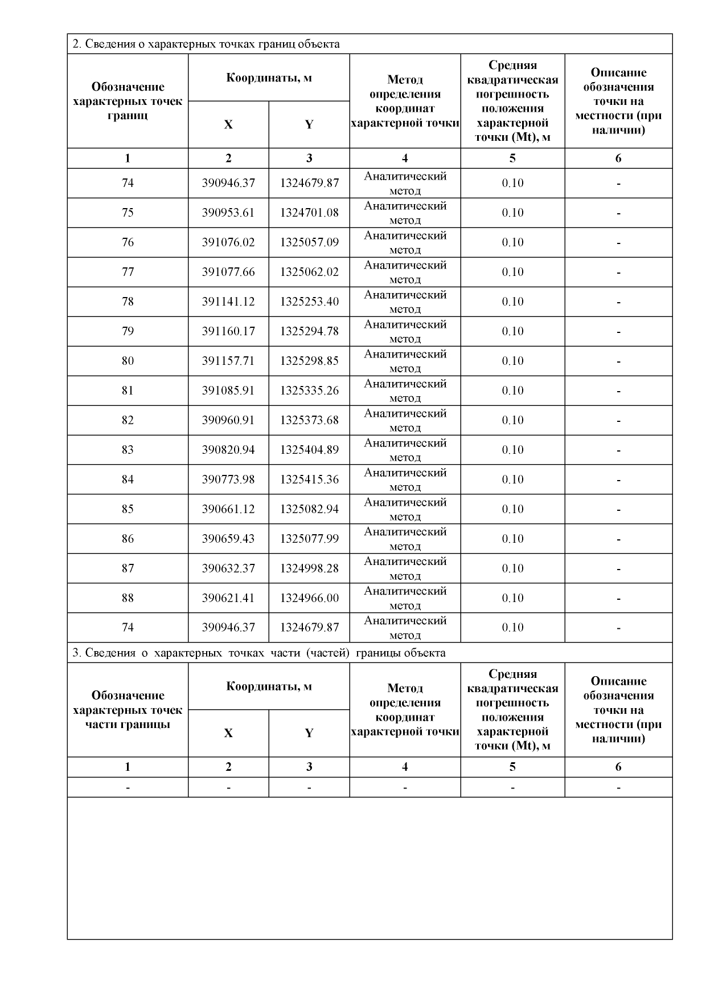 2. Сведения о характерных точках границ объекта
Обозначение
характерных точек
границ
Координаты, м
X
Y
Метод
определения
координат
характерной точки
Средняя
квадратическая
погрешность
положения
характерной
точки (Mt), м
Описание
обозначения
точки на
местности (при
наличии)
1 2 3 4 5 6
74 390946.37 1324679.87 Аналитический метод 0.10 -
75 390953.61 1324701.08 Аналитический метод 0.10 -
76 391076.02 1325057.09 Аналитический метод 0.10 -
77 391077.66 1325062.02 Аналитический метод 0.10 -
78 391141.12 1325253.40 Аналитический метод 0.10 -
79 391160.17 1325294.78 Аналитический метод 0.10 -
80 391157.71 1325298.85 Аналитический метод 0.10 -
81 391085.91 1325335.26 Аналитический метод 0.10 -
82 390960.91 1325373.68 Аналитический метод 0.10 -
83 390820.94 1325404.89 Аналитический метод 0.10 -
84 390773.98 1325415.36 Аналитический метод 0.10 -
85 390661.12 1325082.94 Аналитический метод 0.10 -
86 390659.43 1325077.99 Аналитический метод 0.10 -
87 390632.37 1324998.28 Аналитический метод 0.10 -
88 390621.41 1324966.00 Аналитический метод 0.10 -
74 390946.37 1324679.87 Аналитический метод 0.10 -
3. Сведения о характерных точках части (частей) границы объекта
Обозначение
характерных точек
части границы
Координаты, м
X
Y
Метод
определения
координат
характерной точки
Средняя
квадратическая
погрешность
положения
характерной
точки (Mt), м
Описание
обозначения
точки на
местности (при
наличии)
1 2 3 4 5 6
- - - - - -